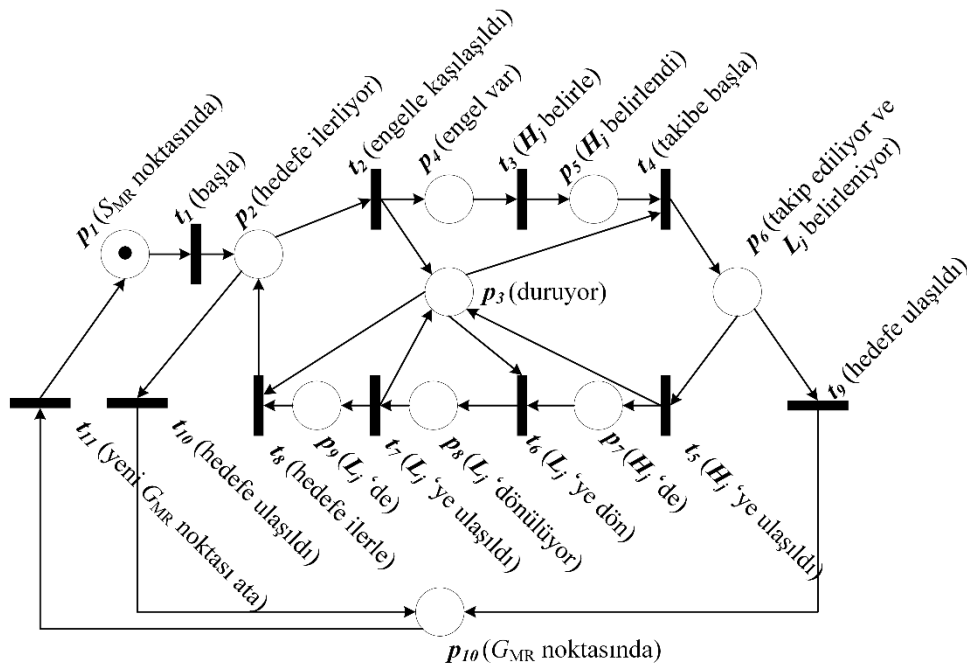 p1 (SMR noktasında)
t1 (başla)
p2 (hedefe ilerliyor)
t2 (engelle kaşılaşıldı)
p4 (engel var)
t3 (Hj belirle)
p5 (Hj belirlendi)
t4 (takibe başla)
p6 (takip ediliyor ve
Lj belirleniyor)
p3 (duruyor)
t9 (hedefe ulaşıldı)
t11 (yeni GMR noktası ata)
t10 (hedefe ulaşıldı)
t8 (hedefe ilerle)
p9 (Lj 'de)
t7 (Lj 'ye ulaşıldı)
p8 (Lj 'dönülüyor)
t6 (Lj 'ye dön)
p7 (Hj 'de)
t5 (Hj 'ye ulaşıldı)
p10 (GMR noktasında)